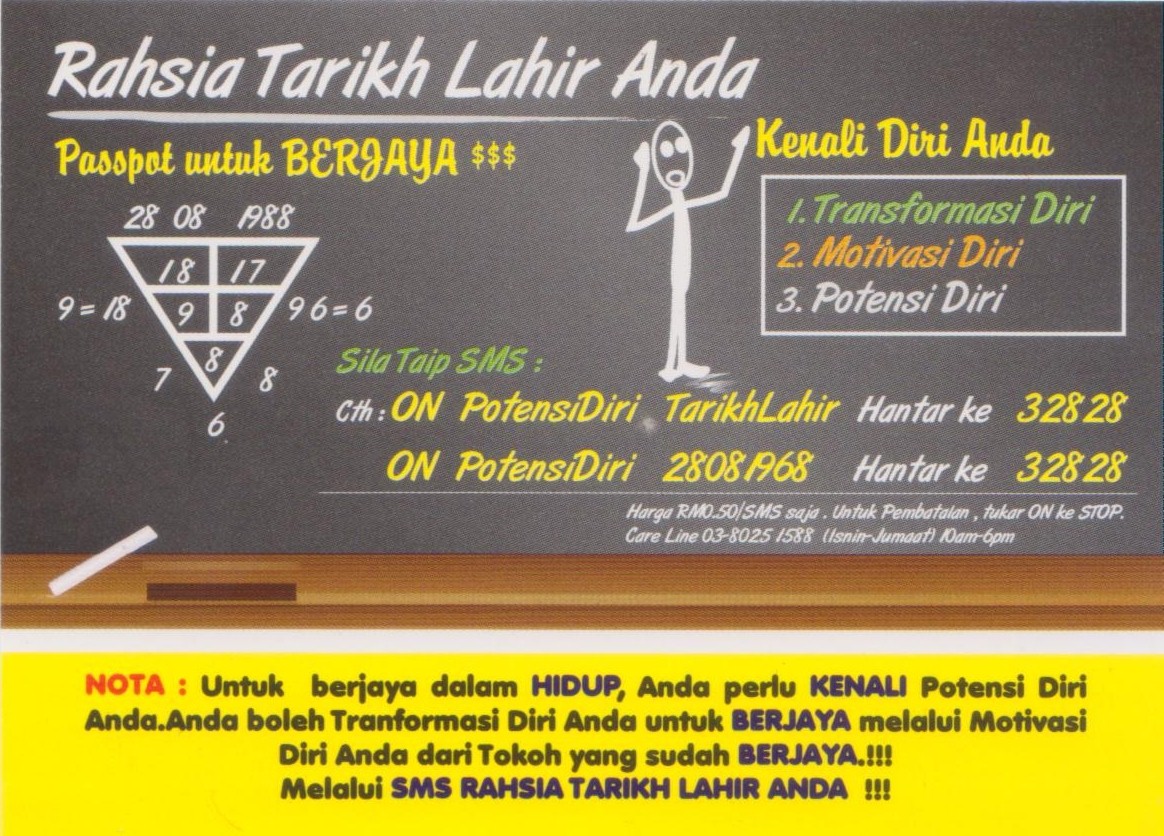 Rahsia Tarikh Lahir Anda
Passpot untuk BERJAYA $$$
28 08 1988
18 17
9 = 18 9 8 9 6 = 6
7 8 8
6
Kenali Diri Anda
1. Transformasi Diri
2. Motivasi Diri
3. Potensi Diri
Sila Taip SMS :
Cth : ON PotensiDiri TarikhLahir Hantar ke 32828
ON PotensiDiri 28081968 Hantar ke 32828
Harga RM0.50/SMS saja . Untuk Pembatalan , tukar ON ke STOP.
Care Line 03-8025 1588 (Isnin-Jumaat) 10am-6pm
NOTA : Untuk berjaya dalam HIDUP, Anda perlu KENALI Potensi Diri
Anda.Anda boleh Tranformasi Diri Anda untuk BERJAYA melalui Motivasi
Diri Anda dari Tokoh yang sudah BERJAYA.!!!
Melalui SMS RAHSIA TARIKH LAHIR ANDA !!!